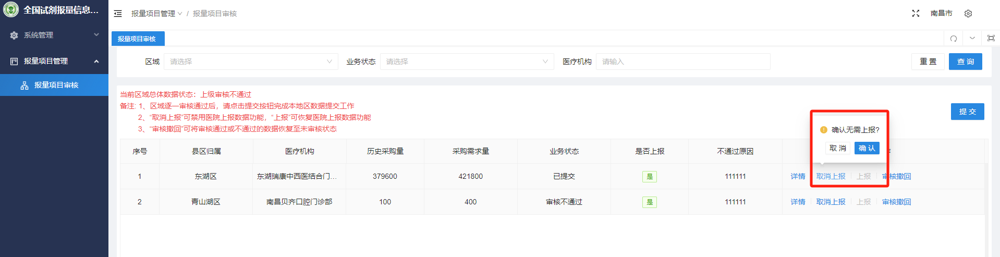 全国试剂报量信息...
报量项目管理 / 报量项目审核
南昌市
系统管理
报量项目管理
报量项目审核
报量项目审核
区域 请选择 业务状态 请选择 医疗机构 请输入 重 置 查 询
当前区域总体数据状态：上级审核不通过
备注: 1、区域逐一审核通过后，请点击提交按钮完成本地区数据提交工作
2、“取消上报”可禁用医院上报数据功能，“上报”可恢复医院上报数据功能
3、“审核撤回”可将审核通过或不通过的数据恢复至未审核状态
提 交
确认无需上报?
取 消 确 认
序号 县区归属 医疗机构 历史采购量 采购需求量 业务状态 是否上报 不通过原因
1 东湖区 东湖瑞康中西医结合门... 379600 421800 已提交 是 111111 详情 取消上报 上报 审核撤回
2 青山湖区 南昌贝齐口腔门诊部 100 400 审核不通过 是 111111 详情 取消上报 上报 审核撤回